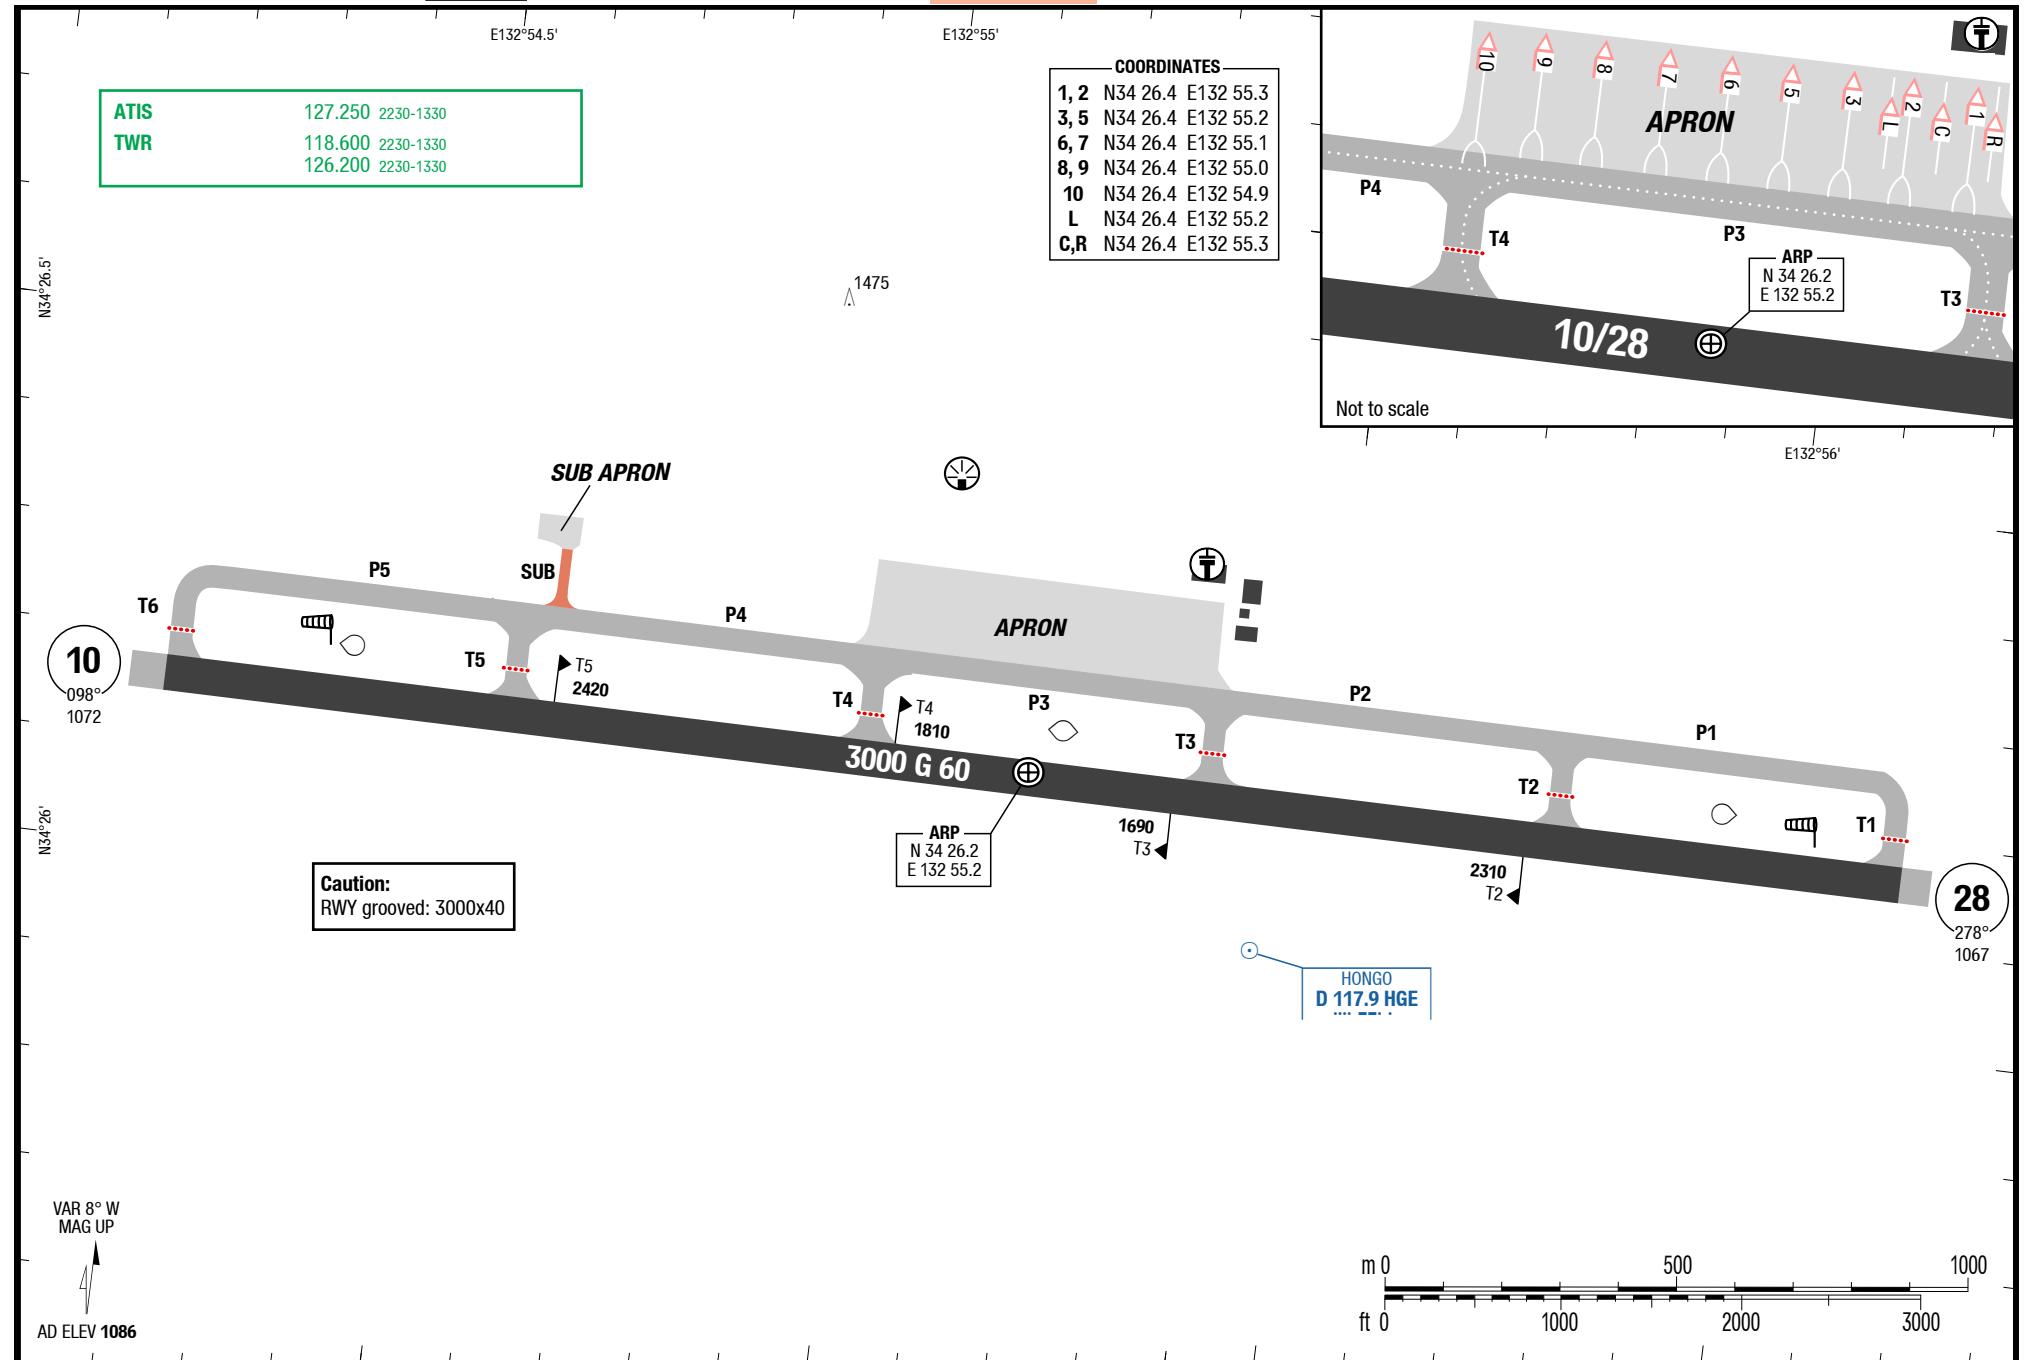 E132°54.5'
E132°55'
ATIS 127.250 2230-1330
TWR 118.600 2230-1330
126.200 2230-1330
COORDINATES
1, 2 N34 26.4 E132 55.3
3, 5 N34 26.4 E132 55.2
6, 7 N34 26.4 E132 55.1
8, 9 N34 26.4 E132 55.0
10 N34 26.4 E132 54.9
L N34 26.4 E132 55.2
C,R N34 26.4 E132 55.3
10
9
8
7
6
5
3
L
2
C
1
R
APRON
P4
T4
P3
ARP
N 34 26.2
E 132 55.2
T3
10/28
Not to scale
E132°56'
N34°26.5'
1475
SUB APRON
P5
SUB
T6
P4
APRON
10
098°
1072
T5
T5
2420
T4
T4
1810
P3
P2
P1
3000 G 60
T3
T2
T1
N34°26'
1690
T3
2310
T2
ARP
N 34 26.2
E 132 55.2
Caution:
RWY grooved: 3000x40
28
278°
1067
HONGO
D 117.9 HGE
VAR 8° W
MAG UP
AD ELEV 1086
m 0 500 1000
ft 0 1000 2000 3000